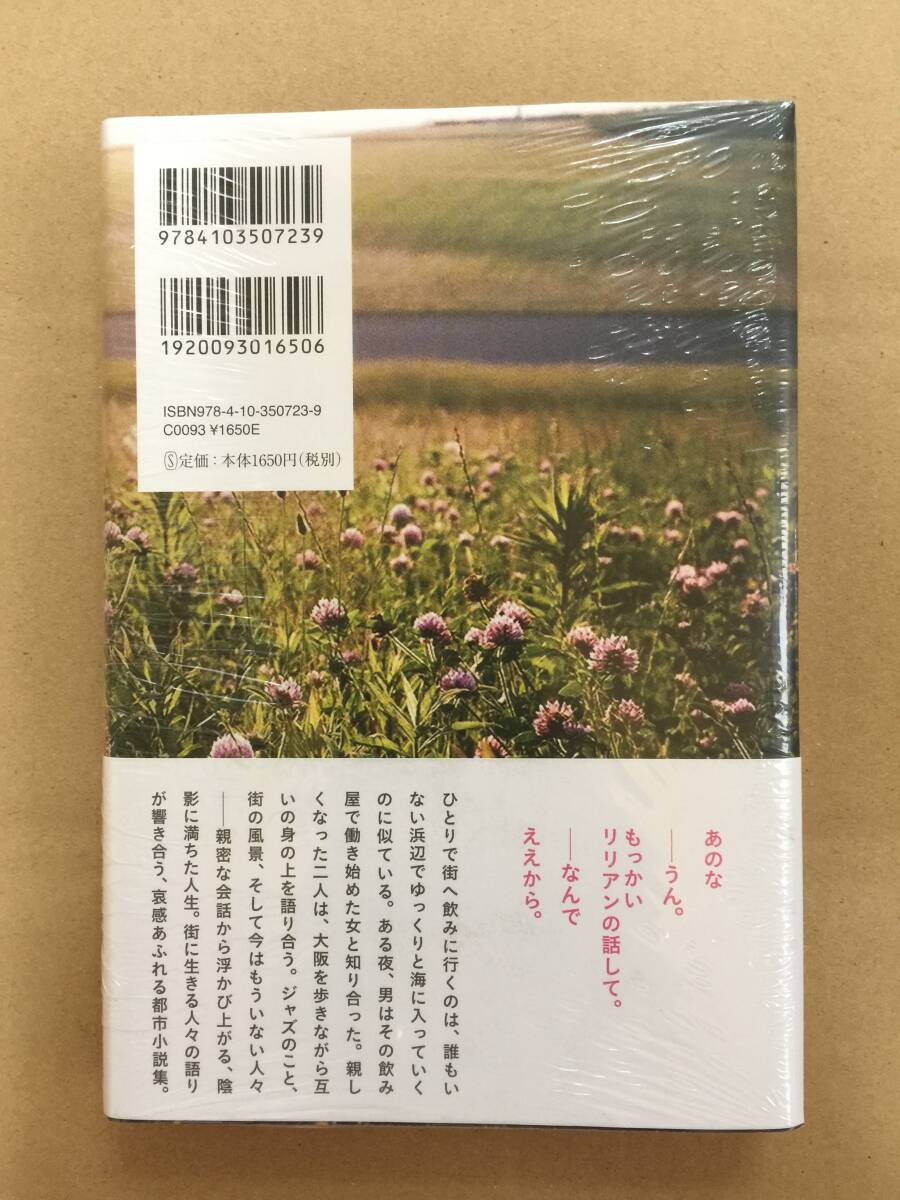 9784103507239
1920093016506
ISBN978-4-10-350723-9
C0093 ¥1650E
Ⓢ定価：本体1650円（税別）
あのな
――うん。
もっかい
リリアンの話して。
――なんで
ええから。
ひとりで街へ飲みに行くのは、誰もい
ない浜辺でゆっくりと海に入っていく
のに似ている。ある夜、男はその飲み
屋で働き始めた女と知り合った。親し
くなった二人は、大阪を歩きながら互
いの身の上を語り合う。ジャズのこと、
街の風景、そして今はもういない人々
――親密な会話から浮かび上がる、陰
影に満ちた人生。街に生きる人々の語り
が響き合う、哀感あふれる都市小説集。